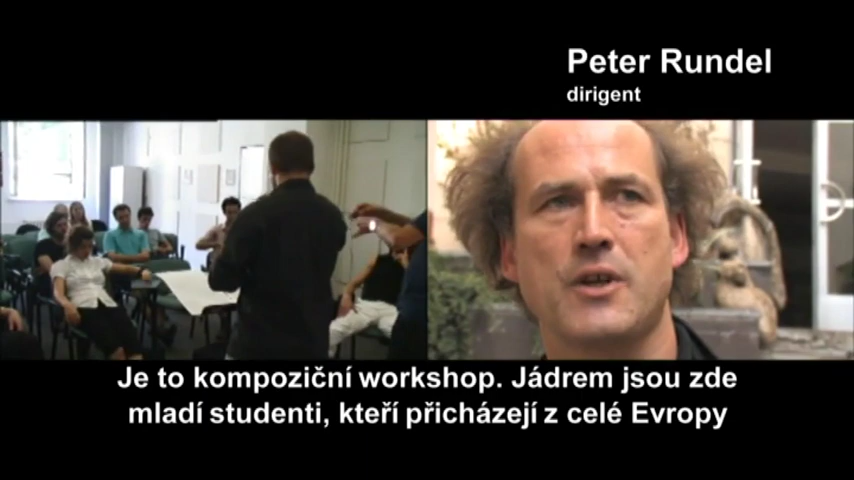 Peter Rundel
dirigent
Je to kompoziční workshop. Jádrem jsou zde
mladí studenti, kteří přicházejí z celé Evropy